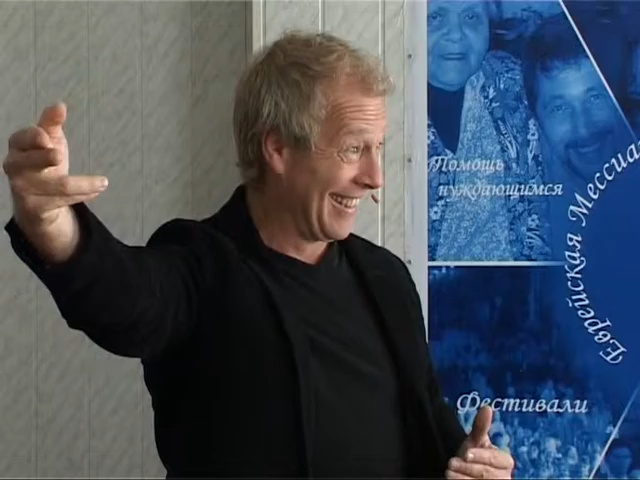 Помощь
нуждающимся
Еврейская Мессиа
Фестивали